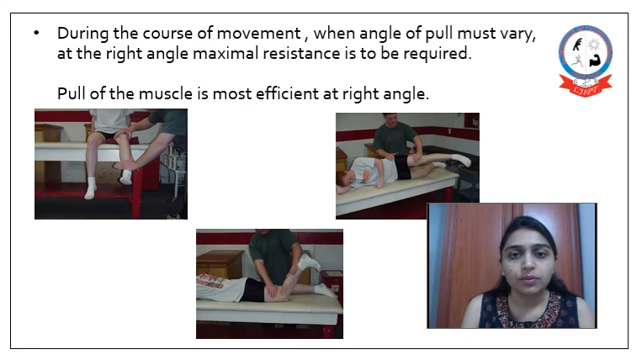 • During the course of movement , when angle of pull must vary,
at the right angle maximal resistance is to be required.
Pull of the muscle is most efficient at right angle.